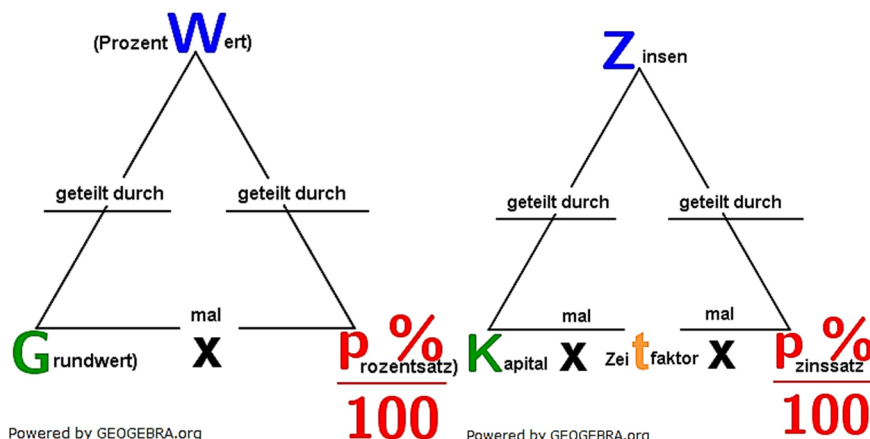 (ProzentWert)
geteilt durch geteilt durch
mal
Grundwert) x p %
rozentsatz)
100
Powered by GEOGEBRA.org
Zinsen
geteilt durch geteilt durch
mal mal
Kapital x Zeitfaktor x p %
zinssatz
100
Powered by GEOGEBRA.org